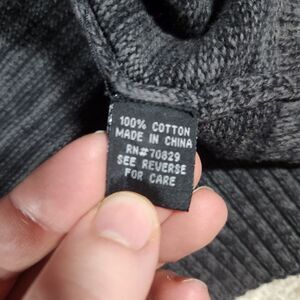 100% COTTON
MADE IN CHINA
RN#70829
SEE REVERSE
FOR CARE